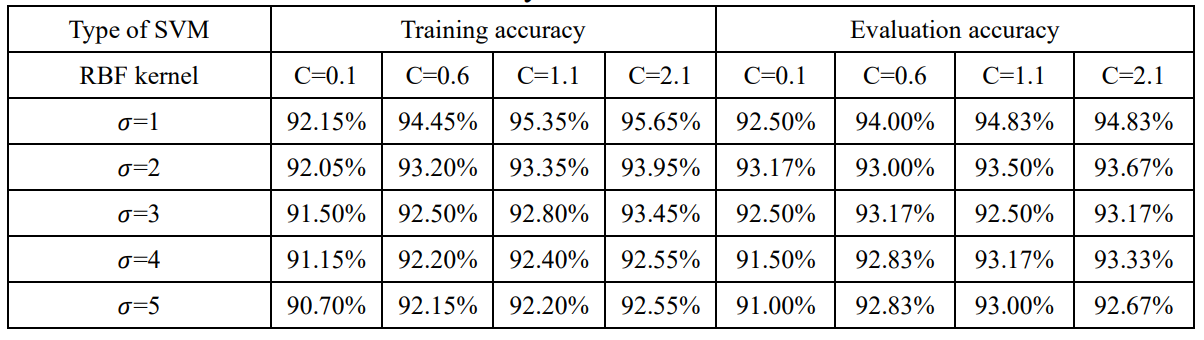 Type of SVM Training accuracy Evaluation accuracy
RBF kernel C=0.1 C=0.6 C=1.1 C=2.1 C=0.1 C=0.6 C=1.1 C=2.1
σ=1 92.15% 94.45% 95.35% 95.65% 92.50% 94.00% 94.83% 94.83%
σ=2 92.05% 93.20% 93.35% 93.95% 93.17% 93.00% 93.50% 93.67%
σ=3 91.50% 92.50% 92.80% 93.45% 92.50% 93.17% 92.50% 93.17%
σ=4 91.15% 92.20% 92.40% 92.55% 91.50% 92.83% 93.17% 93.33%
σ=5 90.70% 92.15% 92.20% 92.55% 91.00% 92.83% 93.00% 92.67%